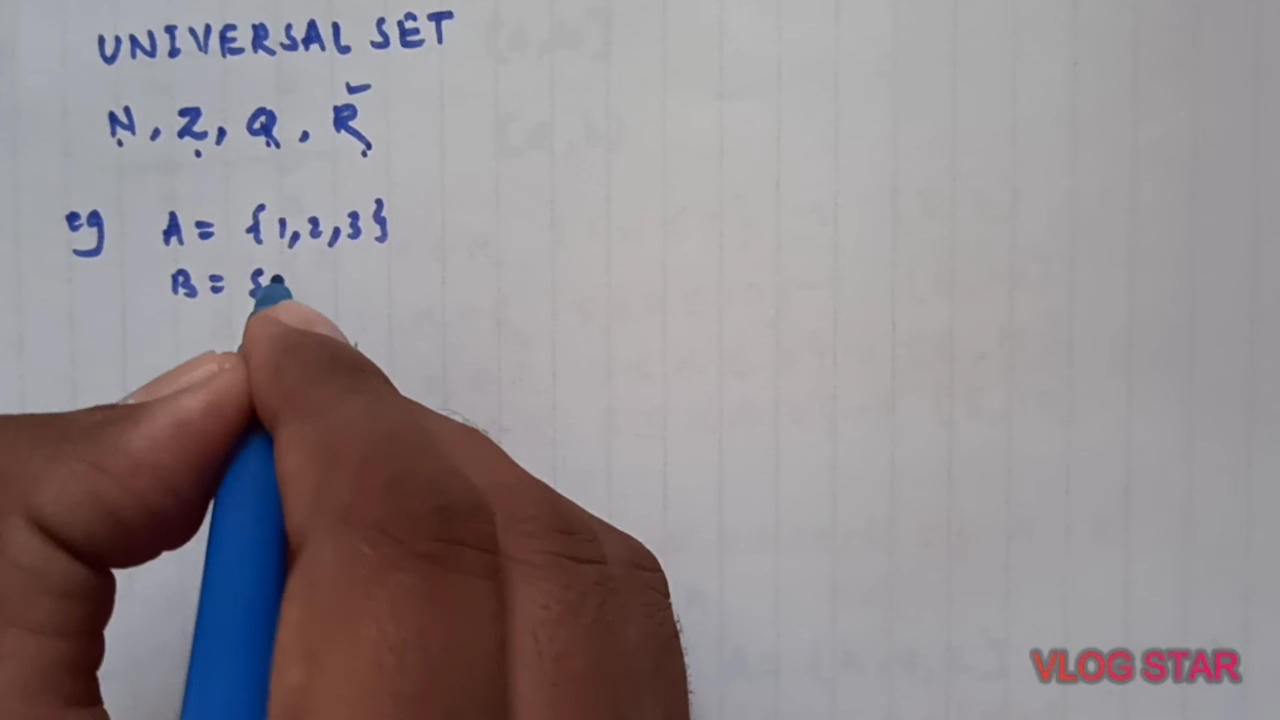 UNIVERSAL SET
N, Z, Q, R
eg A = {1, 2, 3}
B = {
VLOG STAR